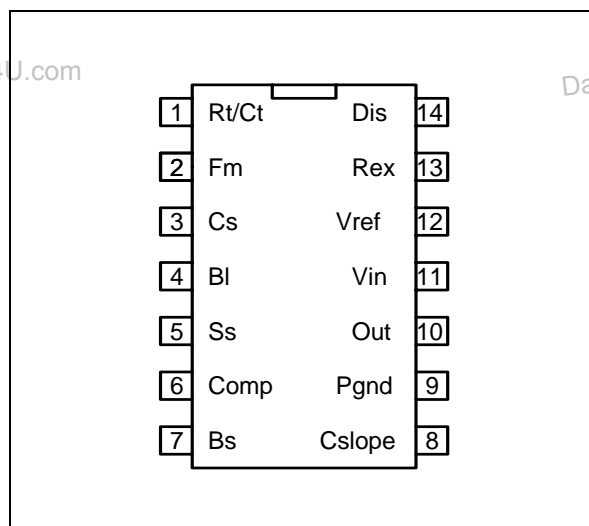 4U.com
Da
1 Rt/Ct Dis 14
2 Fm Rex 13
3 Cs Vref 12
4 Bl Vin 11
5 Ss Out 10
6 Comp Pgnd 9
7 Bs Cslope 8